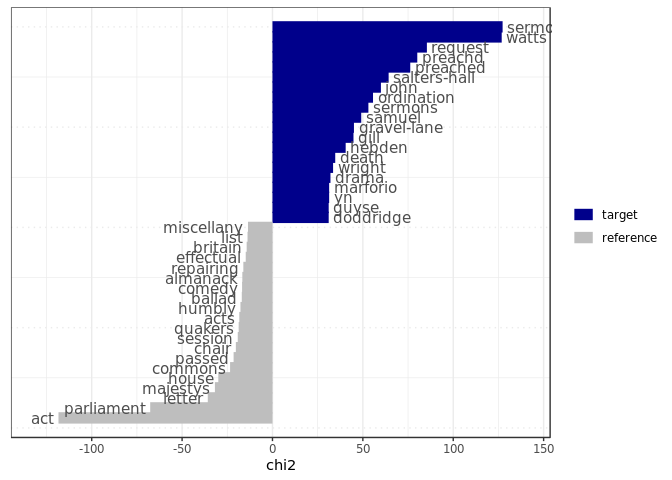 sermo
watts
request
preachd
preached
salters-hall
john
ordination
sermons
samuel
gravel-lane
gill
hebden
death
wright
drama
marforio
yn
guyse
doddridge
miscellany
list
britain
effectual
repairing
almanack
comedy
ballad
humbly
acts
quakers
session
chair
passed
commons
house
majestys
letter
parliament
act
target
reference
-100 -50 0 50 100 150
chi2